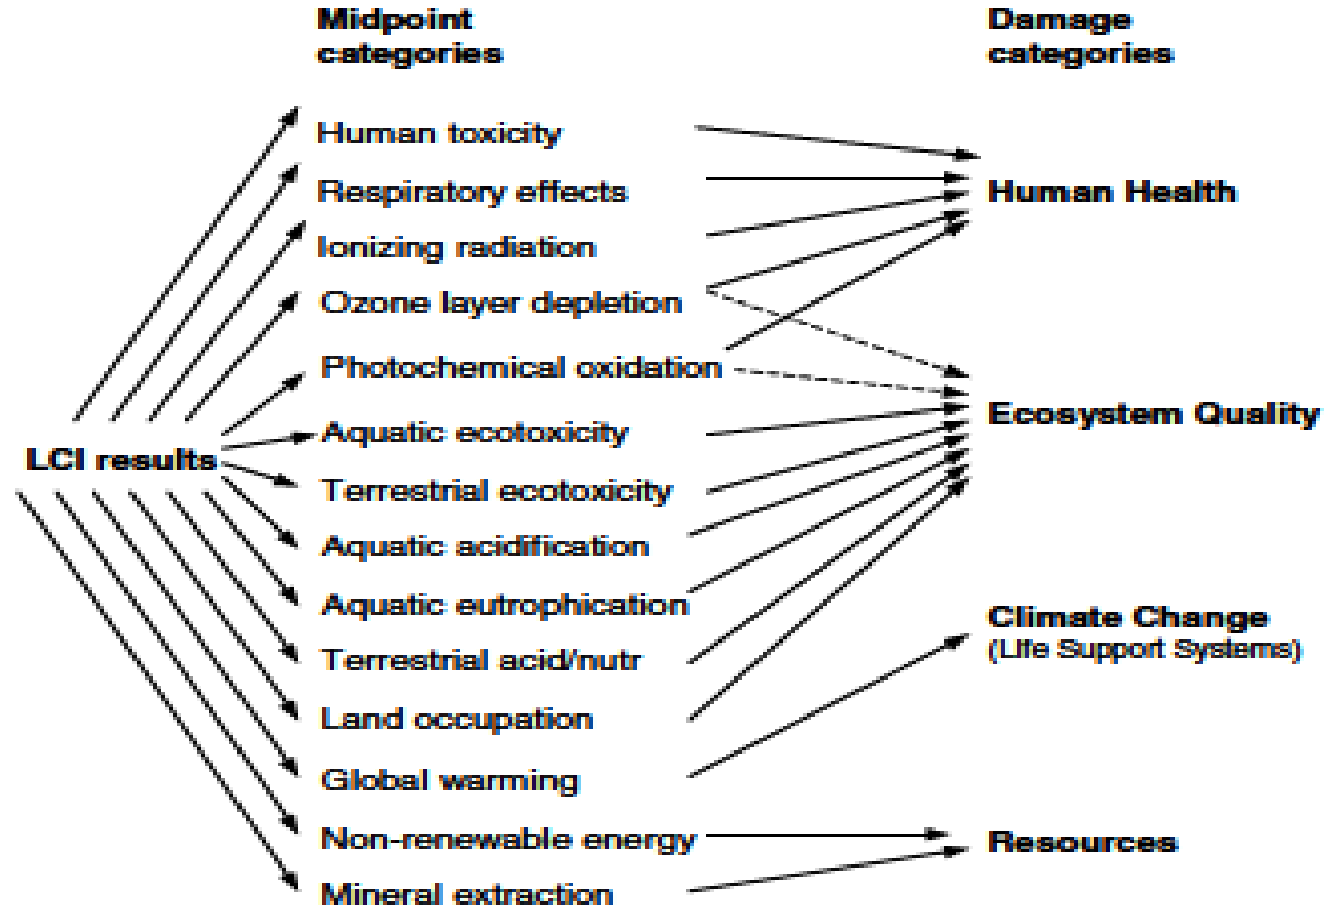 Midpoint
categories
Damage
categories
Human toxicity
Respiratory effects
Human Health
Ionizing radiation
Ozone layer depletion
Photochemical oxidation
Ecosystem Quality
Aquatic ecotoxicity
LCI results
Terrestrial ecotoxicity
Aquatic acidification
Aquatic eutrophication
Climate Change
(Life Support Systems)
Terrestrial acid/nutr
Land occupation
Global warming
Non-renewable energy
Resources
Mineral extraction